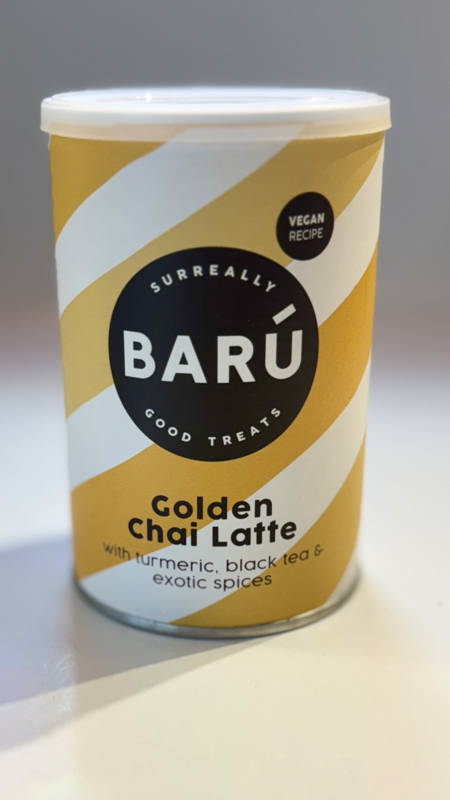 VEGAN
RECIPE
SURREALLY
BARÚ
GOOD TREATS
Golden
Chai Latte
with turmeric, black tea &
exotic spices